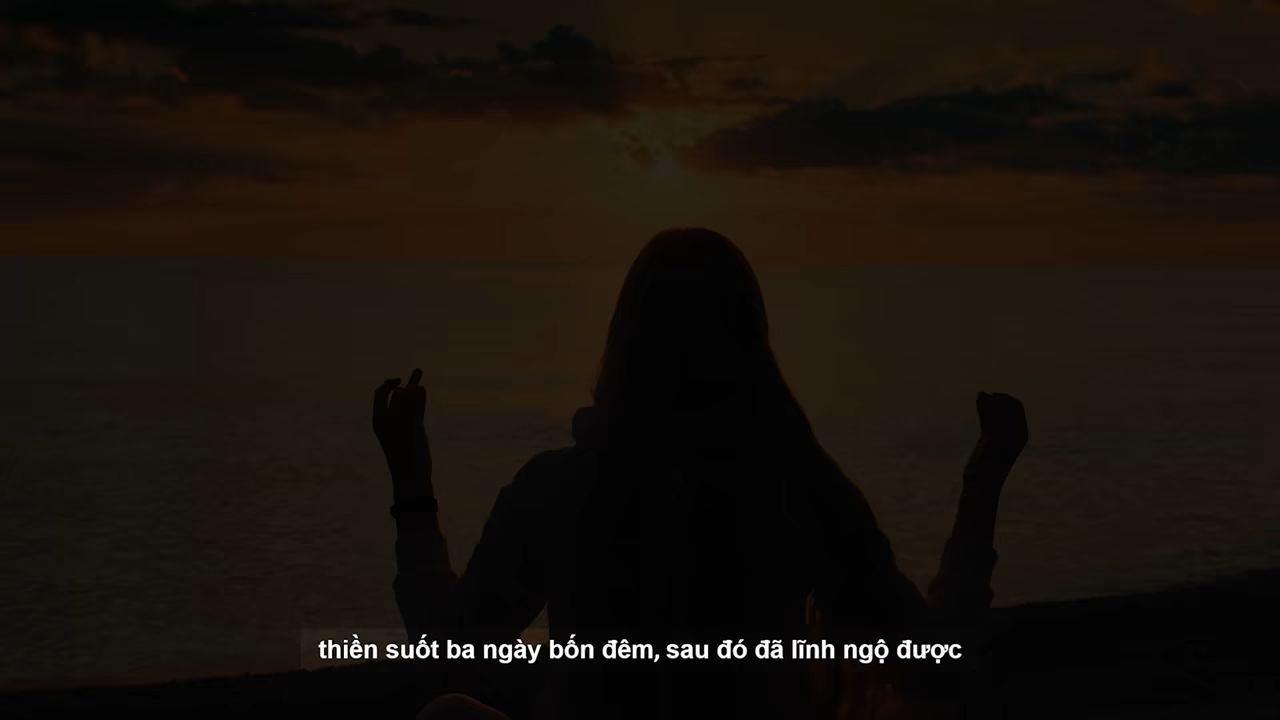 thiền suốt ba ngày bốn đêm, sau đó đã lĩnh ngộ được